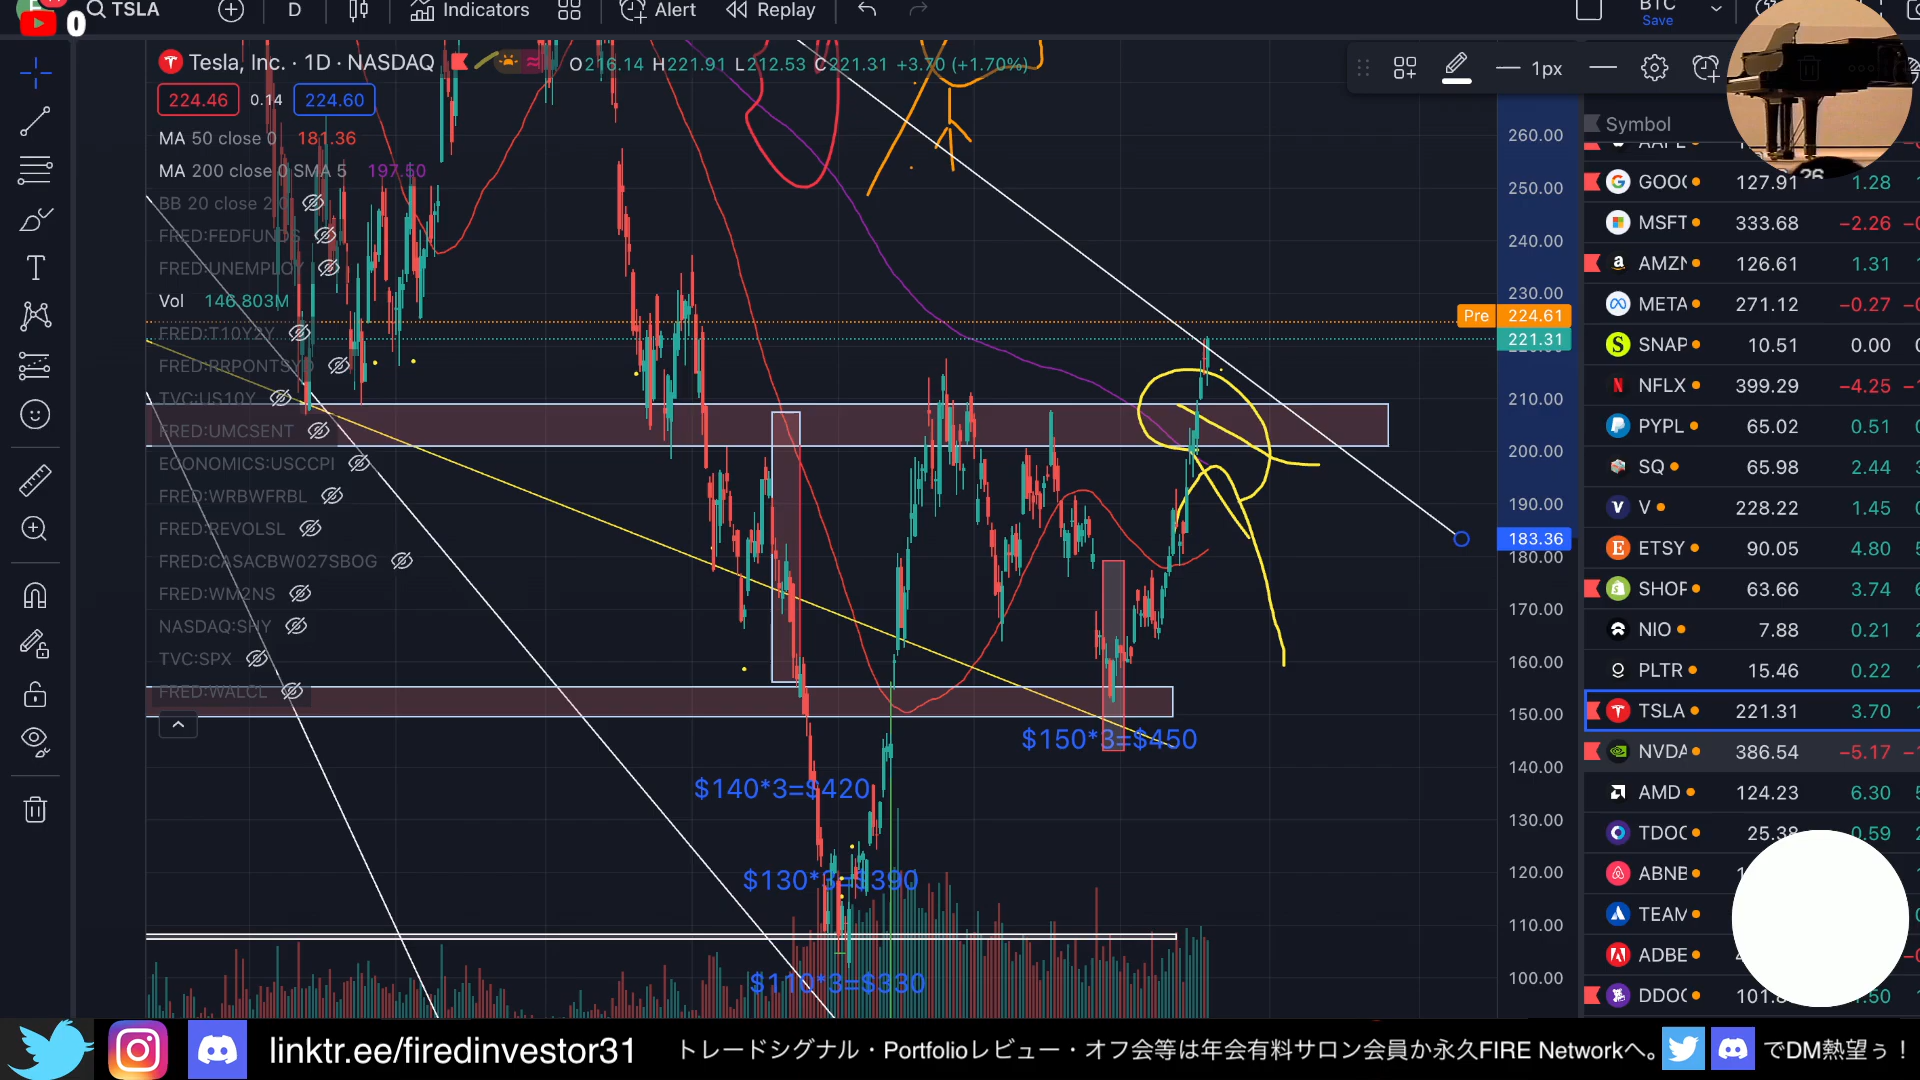 TSLA
D
Indicators
Alert
Replay
BTC
Save
0
Tesla, Inc. · 1D · NASDAQ
O216.14 H221.91 L212.53 C221.31 +3.70 (+1.70%)
224.46 0.14 224.60
MA 50 close 0 181.36
MA 200 close 0 SMA 5 197.50
BB 20 close 2 0
FRED:FEDFUNDS
FRED:UNEMPLOY
Vol 146.803M
FRED:T10Y2Y
FRED:RRPONTSYD
TVC:US10Y
FRED:UMCSENT
ECONOMICS:USCCPI
FRED:WRBWFRBL
FRED:REVOLSL
FRED:CASACBW027SBOG
FRED:WM2NS
NASDAQ:SHY
TVC:SPX
FRED:WALCL
1px
260.00
250.00
240.00
230.00
Pre 224.61
221.31
210.00
200.00
190.00
183.36
180.00
170.00
160.00
150.00
140.00
130.00
120.00
110.00
100.00
$150*3=$450
$140*3=$420
$130*3=$390
$110*3=$330
Symbol
GOOG 127.91 1.28
MSFT 333.68 −2.26
AMZN 126.61 1.31
META 271.12 −0.27
SNAP 10.51 0.00
NFLX 399.29 −4.25
PYPL 65.02 0.51
SQ 65.98 2.44
V 228.22 1.45
ETSY 90.05 4.80
SHOP 63.66 3.74
NIO 7.88 0.21
PLTR 15.46 0.22
TSLA 221.31 3.70
NVDA 386.54 −5.17
AMD 124.23 6.30
TDOC 25.38 0.59
ABNB
TEAM
ADBE
DDOG
linktr.ee/firedinvestor31
トレードシグナル・Portfolioレビュー・オフ会等は年会有料サロン会員か永久FIRE Networkへ。
でDM熱望ぅ！